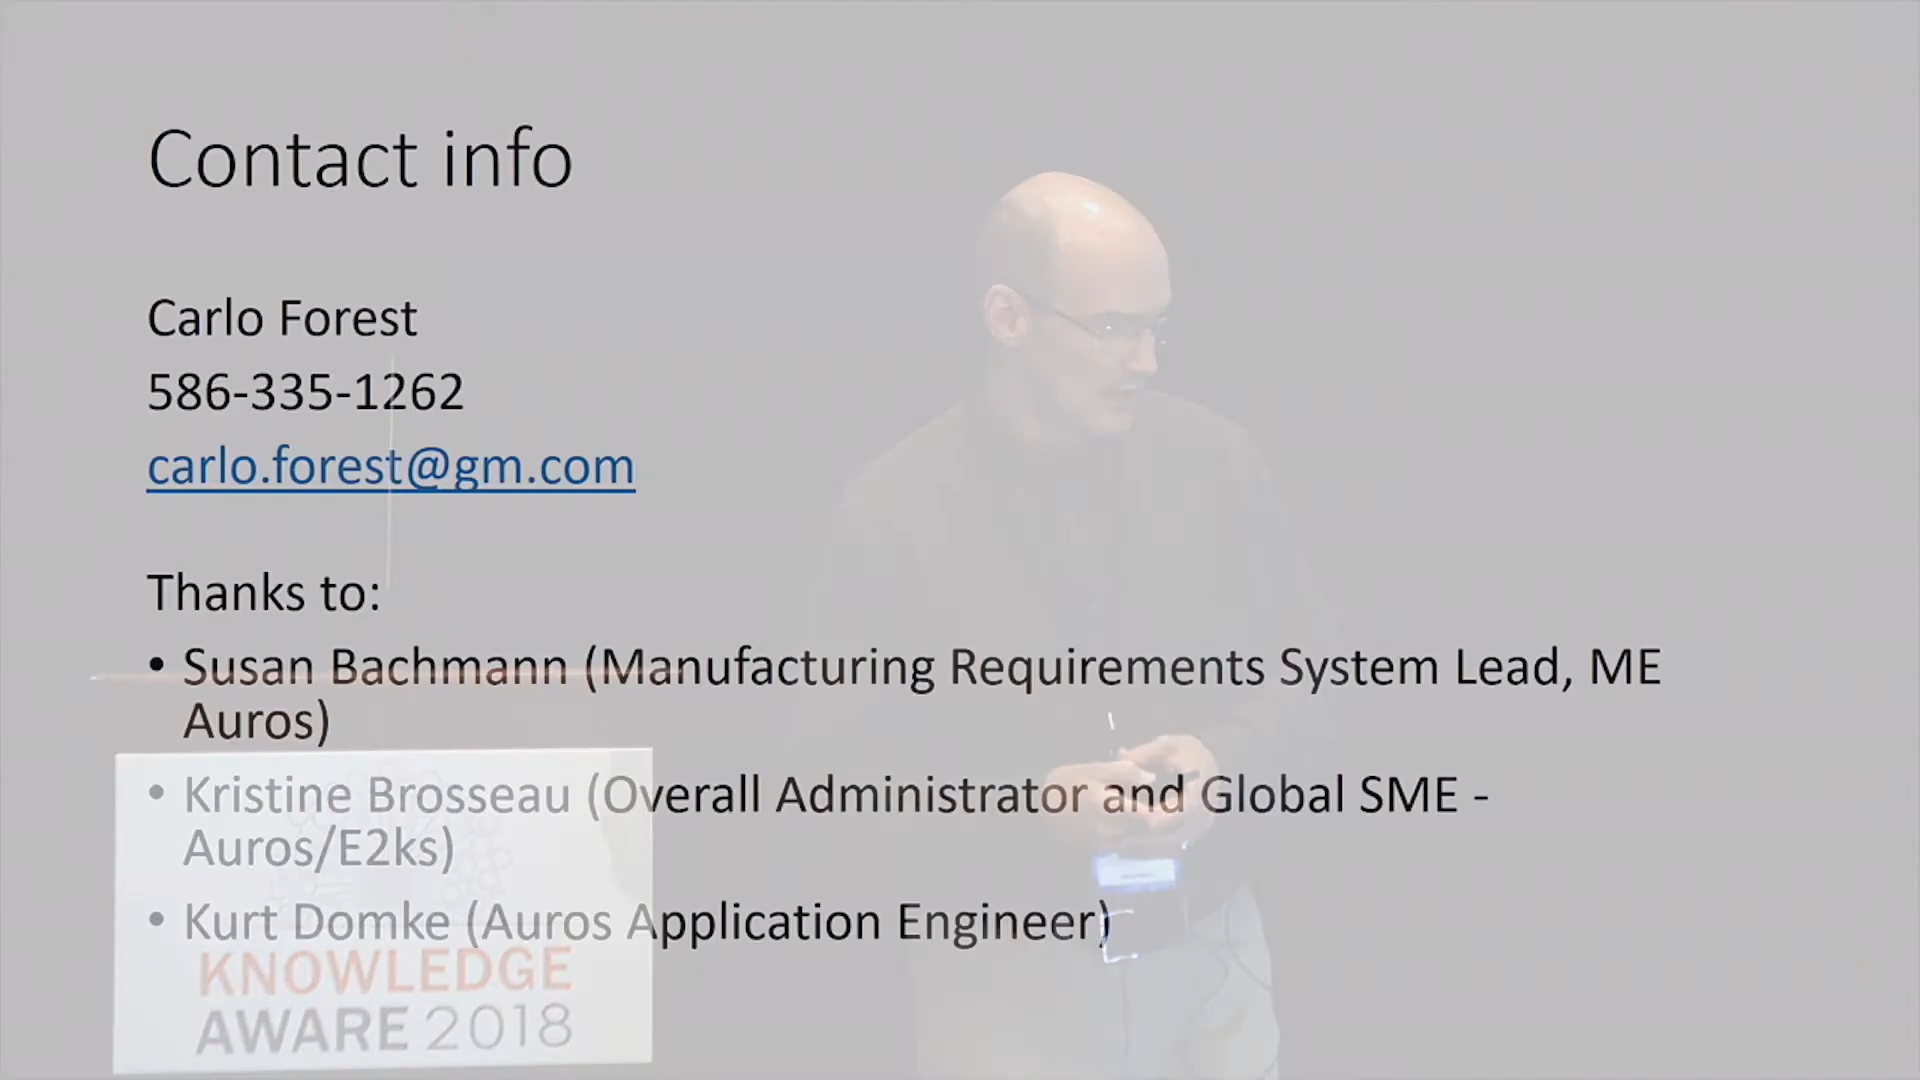 Contact info
Carlo Forest
586-335-1262
carlo.forest@gm.com
Thanks to:
• Susan Bachmann (Manufacturing Requirements System Lead, ME
Auros)
• Kristine Brosseau (Overall Administrator and Global SME -
Auros/E2ks)
• Kurt Domke (Auros Application Engineer)
KNOWLEDGE
AWARE 2018